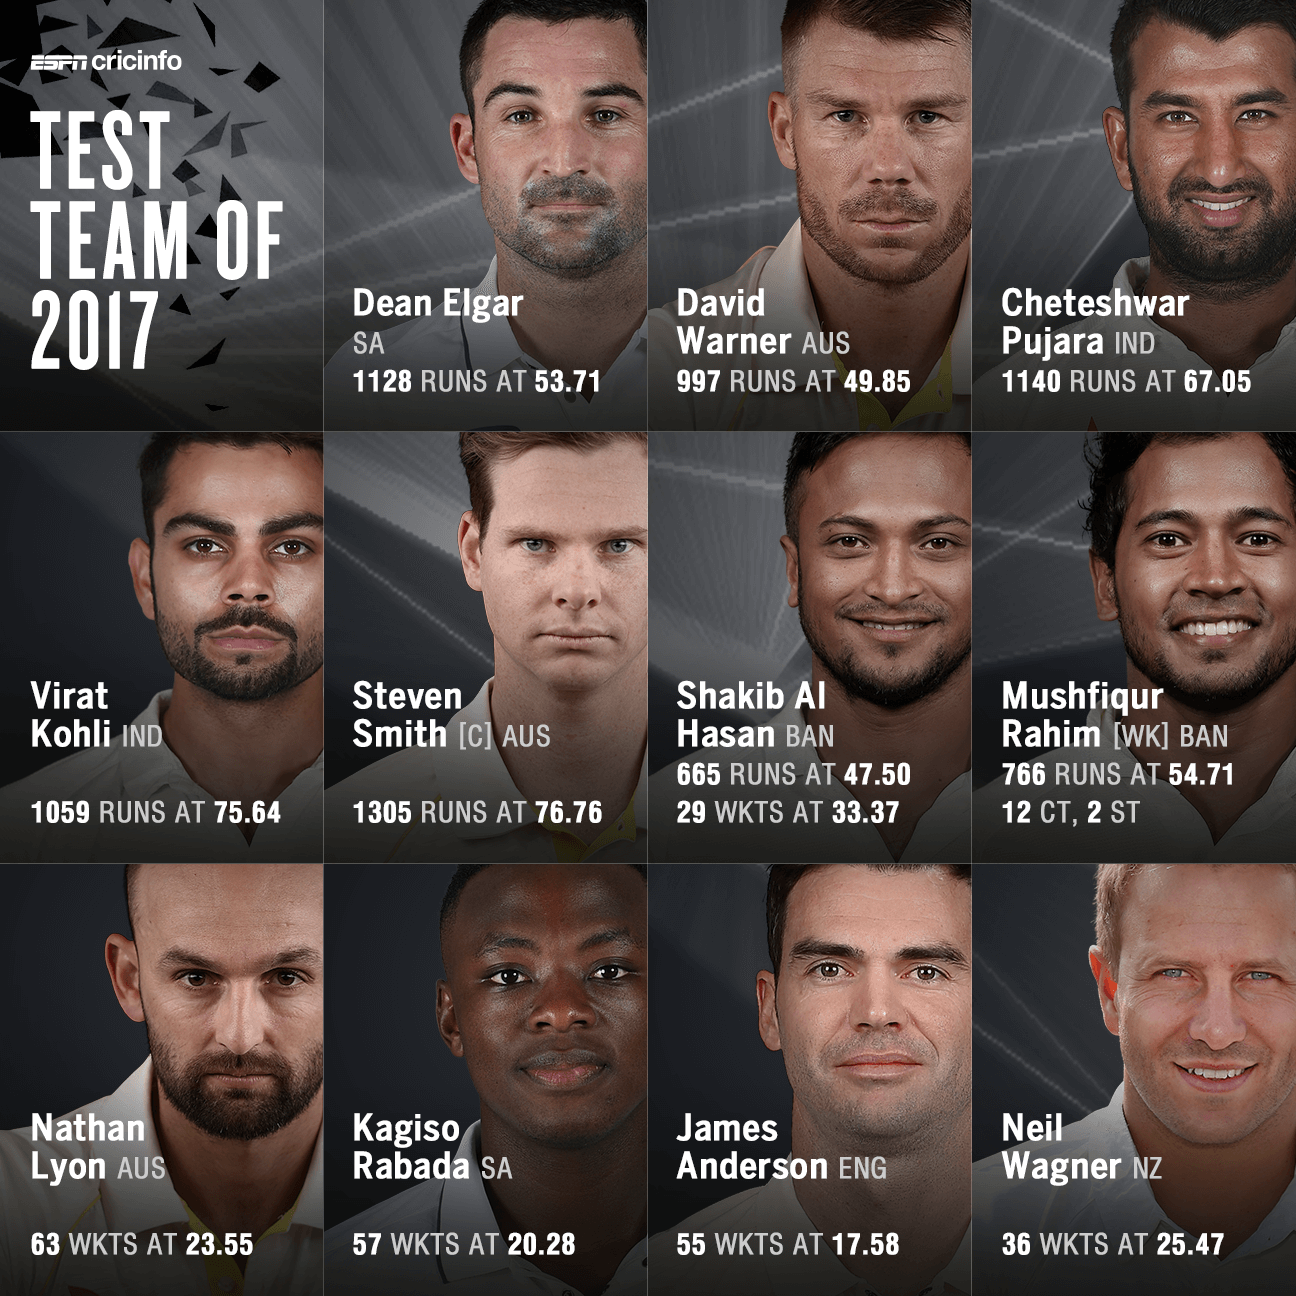 ESPN cricinfo
TEST
TEAM OF
2017
Dean Elgar
SA
1128 RUNS AT 53.71
David
Warner AUS
997 RUNS AT 49.85
Cheteshwar
Pujara IND
1140 RUNS AT 67.05
Virat
Kohli IND
1059 RUNS AT 75.64
Steven
Smith [C] AUS
1305 RUNS AT 76.76
Shakib Al
Hasan BAN
665 RUNS AT 47.50
29 WKTS AT 33.37
Mushfiqur
Rahim [WK] BAN
766 RUNS AT 54.71
12 CT, 2 ST
Nathan
Lyon AUS
63 WKTS AT 23.55
Kagiso
Rabada SA
57 WKTS AT 20.28
James
Anderson ENG
55 WKTS AT 17.58
Neil
Wagner NZ
36 WKTS AT 25.47